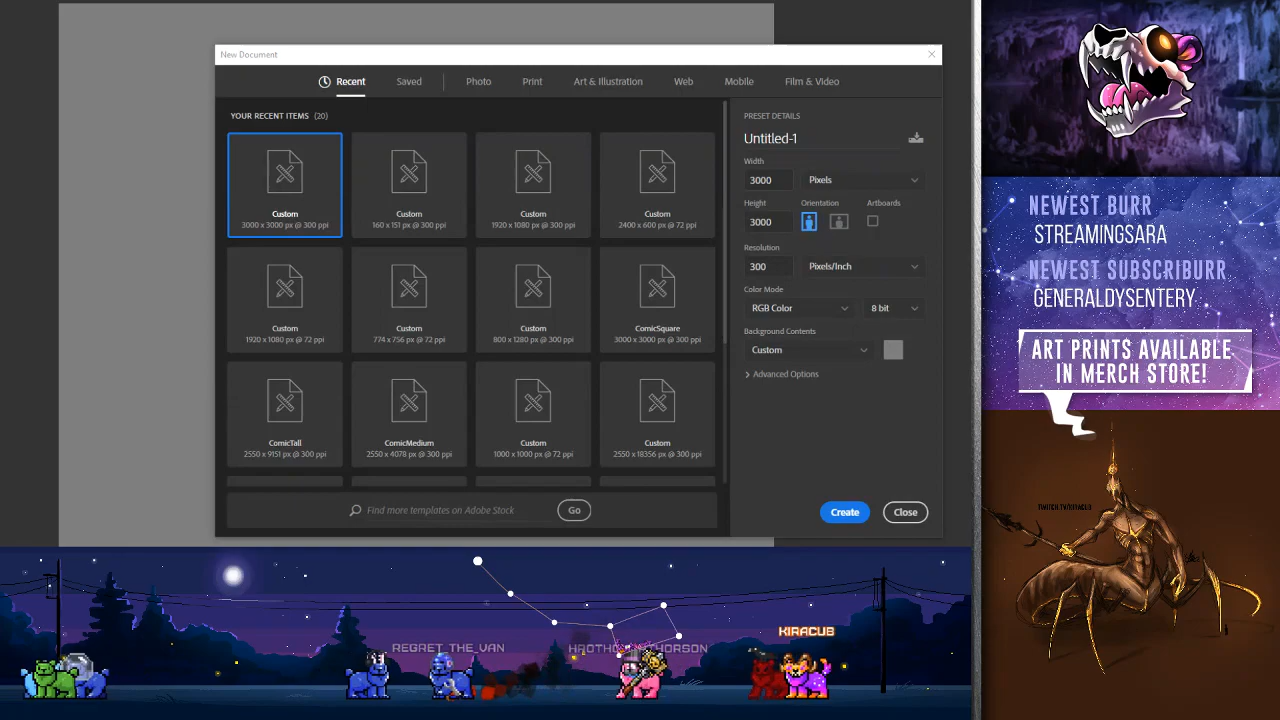 New Document
Recent
Saved
Photo
Print
Art & Illustration
Web
Mobile
Film & Video
YOUR RECENT ITEMS (20)
Custom
3000 x 3000 px @ 300 ppi
Custom
160 x 151 px @ 300 ppi
Custom
1920 x 1080 px @ 300 ppi
Custom
2400 x 600 px @ 72 ppi
Custom
1920 x 1080 px @ 72 ppi
Custom
774 x 756 px @ 72 ppi
Custom
800 x 1280 px @ 300 ppi
ComicSquare
3000 x 3000 px @ 300 ppi
ComicTall
2550 x 9151 px @ 300 ppi
ComicMedium
2550 x 4078 px @ 300 ppi
Custom
1000 x 1000 px @ 72 ppi
Custom
2550 x 18356 px @ 300 ppi
Find more templates on Adobe Stock
Go
PRESET DETAILS
Untitled-1
Width
3000 Pixels
Height Orientation Artboards
3000
Resolution
300 Pixels/Inch
Color Mode
RGB Color 8 bit
Background Contents
Custom
Advanced Options
Create
Close
NEWEST BURR
STREAMINGSARA
NEWEST SUBSCRIBURR
GENERALDYSENTERY
ART PRINTS AVAILABLE
IN MERCH STORE!
TWITCH.TV/KIRACUB
REGRET_THE_VAN
KIRACUB